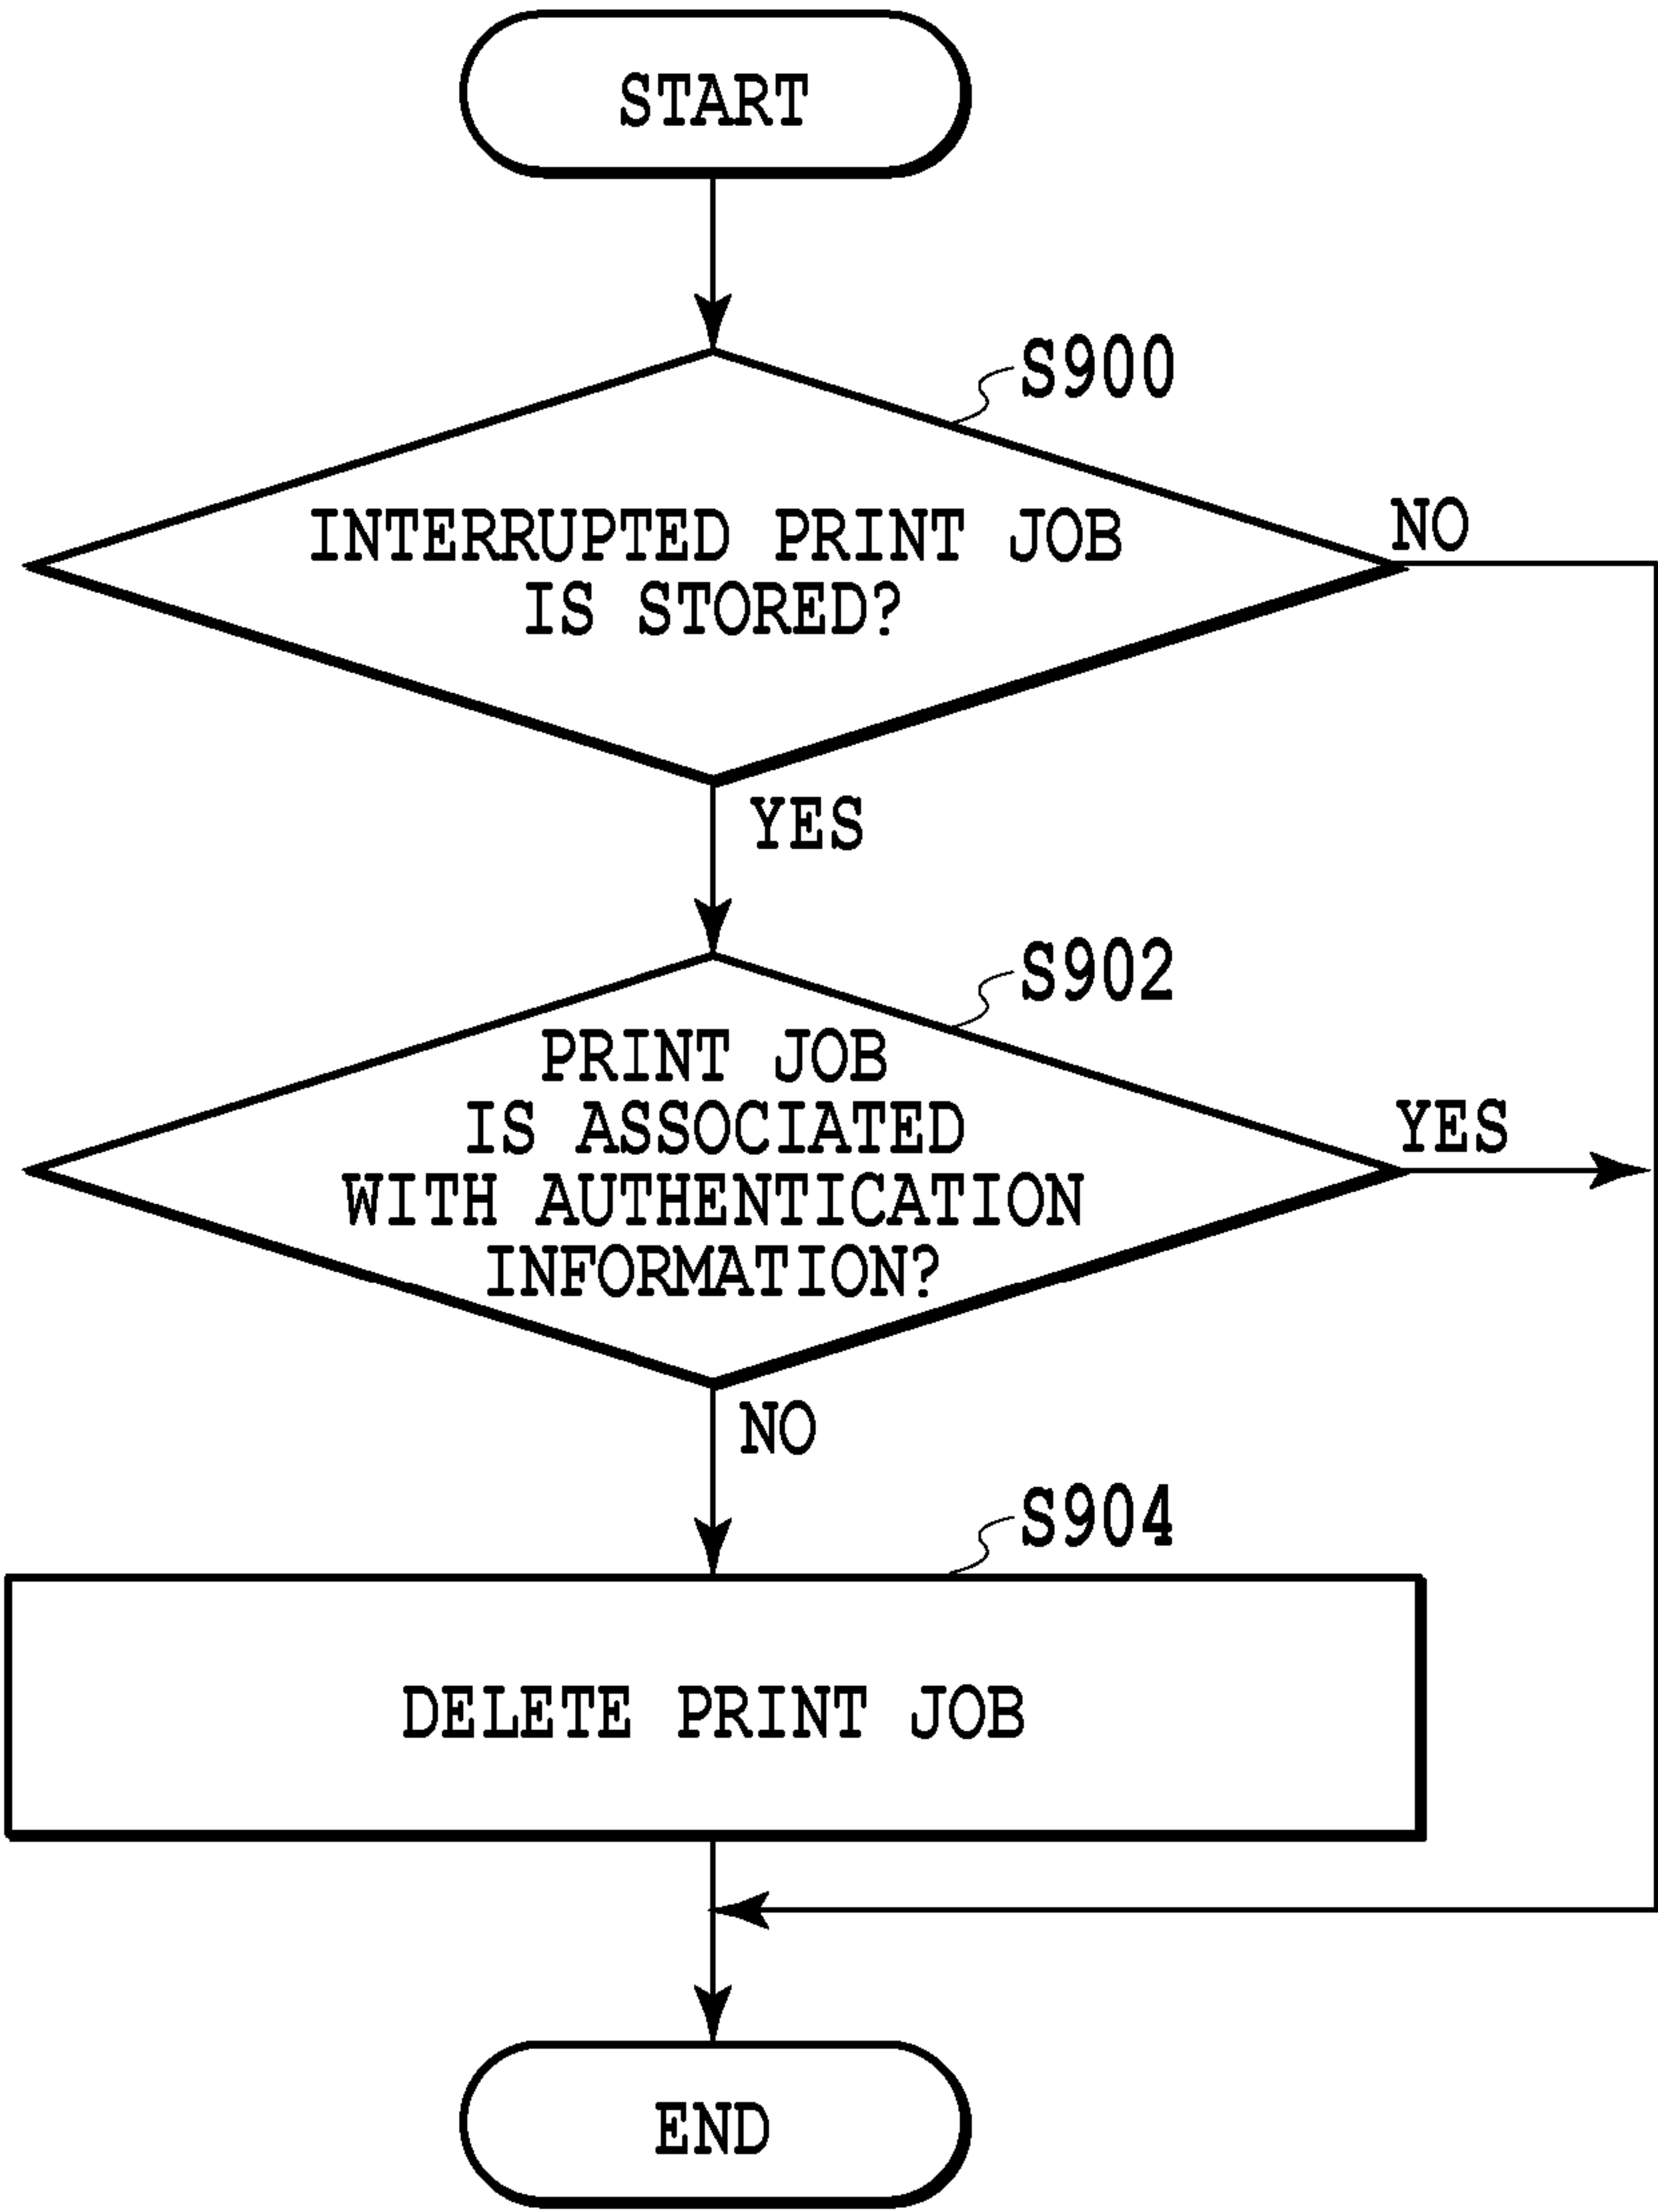 START
S900
INTERRUPTED PRINT JOB
IS STORED?
NO
YES
S902
PRINT JOB
IS ASSOCIATED
WITH AUTHENTICATION
INFORMATION?
YES
NO
S904
DELETE PRINT JOB
END